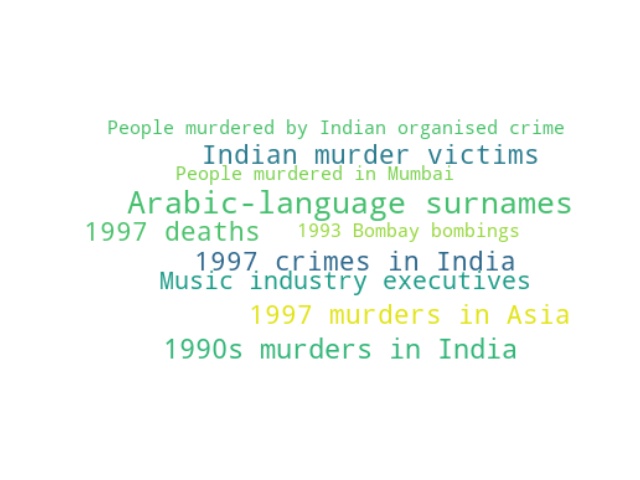 People murdered by Indian organised crime
Indian murder victims
People murdered in Mumbai
Arabic-language surnames
1997 deaths
1993 Bombay bombings
1997 crimes in India
Music industry executives
1997 murders in Asia
1990s murders in India